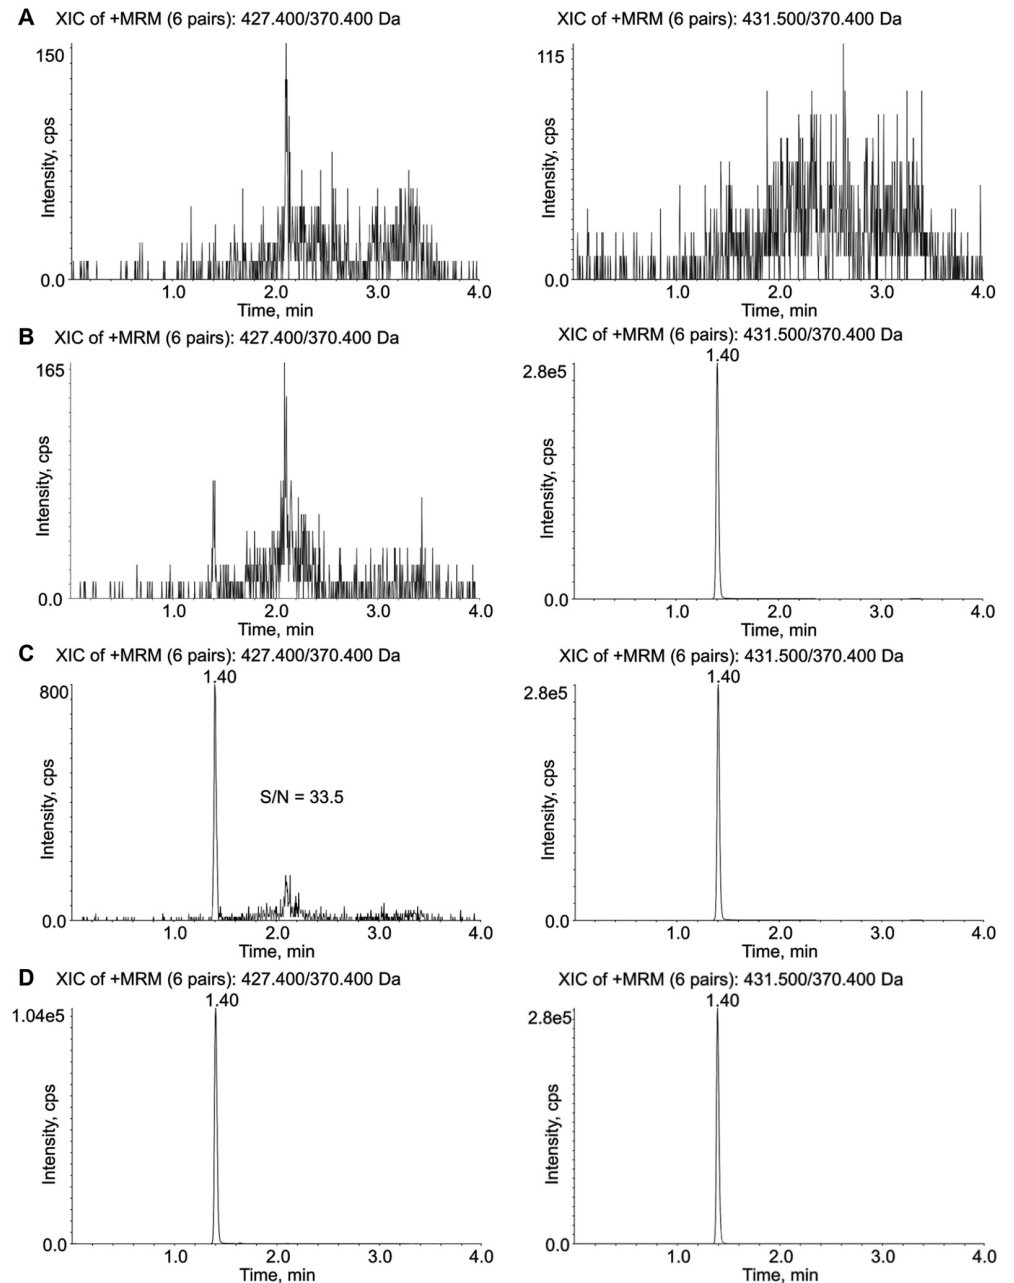 A
XIC of +MRM (6 pairs): 427.400/370.400 Da
150
Intensity, cps
0.0
1.0 2.0 3.0 4.0
Time, min
XIC of +MRM (6 pairs): 431.500/370.400 Da
115
Intensity, cps
0.0
1.0 2.0 3.0 4.0
Time, min
B
XIC of +MRM (6 pairs): 427.400/370.400 Da
165
Intensity, cps
0.0
1.0 2.0 3.0 4.0
Time, min
XIC of +MRM (6 pairs): 431.500/370.400 Da
1.40
2.8e5
Intensity, cps
0.0
1.0 2.0 3.0 4.0
Time, min
C
XIC of +MRM (6 pairs): 427.400/370.400 Da
1.40
800
Intensity, cps
S/N = 33.5
0.0
1.0 2.0 3.0 4.0
Time, min
XIC of +MRM (6 pairs): 431.500/370.400 Da
1.40
2.8e5
Intensity, cps
0.0
1.0 2.0 3.0 4.0
Time, min
D
XIC of +MRM (6 pairs): 427.400/370.400 Da
1.40
1.04e5
Intensity, cps
0.0
1.0 2.0 3.0 4.0
Time, min
XIC of +MRM (6 pairs): 431.500/370.400 Da
1.40
2.8e5
Intensity, cps
0.0
1.0 2.0 3.0 4.0
Time, min